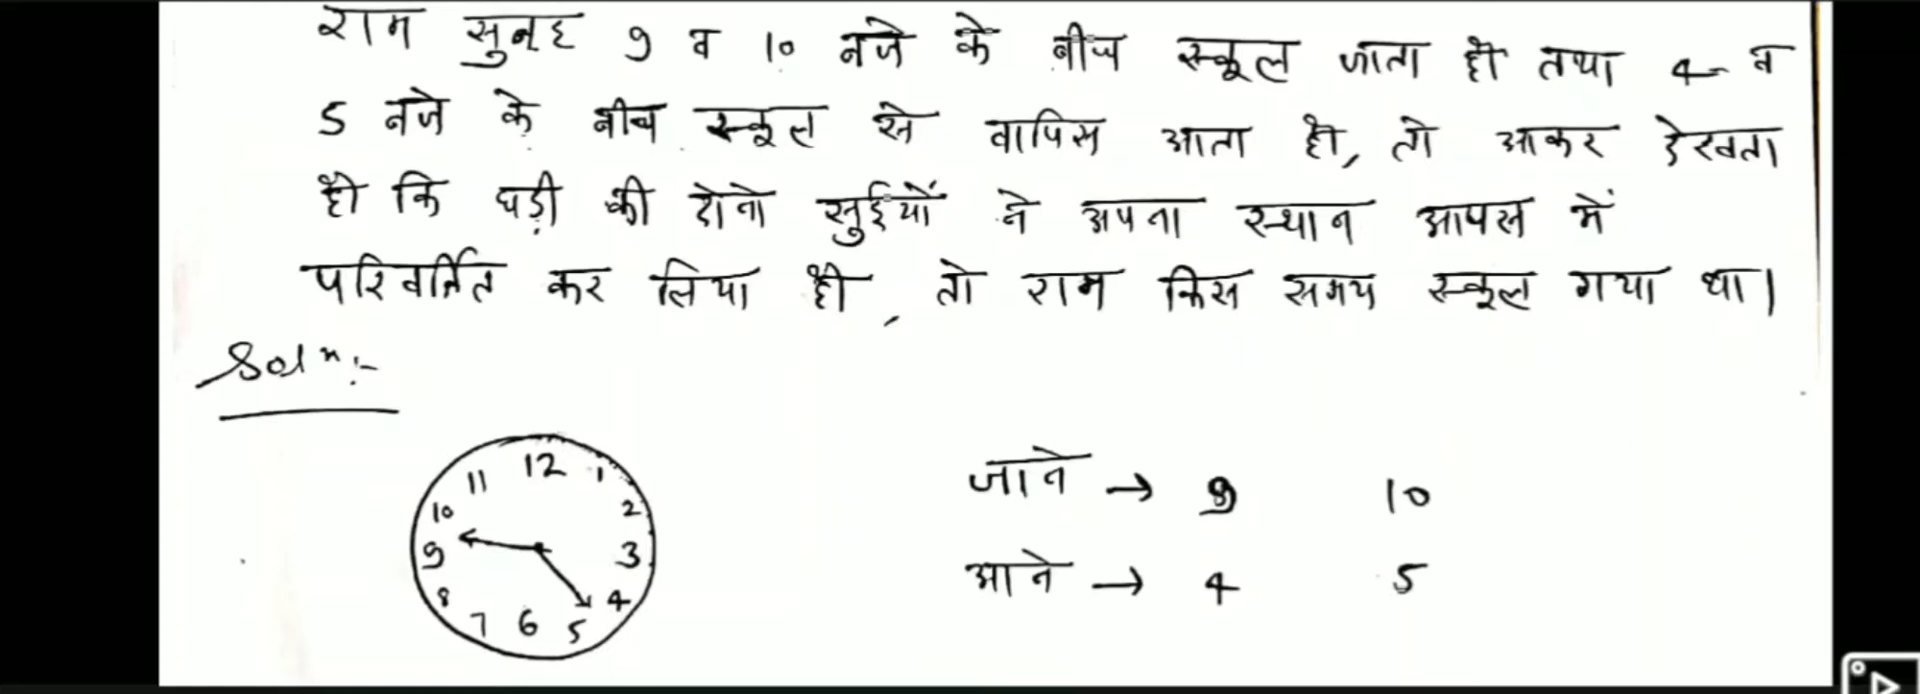 राम सुबह 9 व 10 बजे के बीच स्कूल जाता है तथा 4 व
5 बजे के बीच स्कूल से वापिस आता है, तो आकर देखता
है कि घड़ी की दोनो सुईयों ने अपना स्थान आपस में
परिवर्तित कर लिया है, तो राम किस समय स्कूल गया था।
Solⁿ:-
12
11 1
10 2
9 3
8 4
7 6 5
जाने → 9 10
आने → 4 5